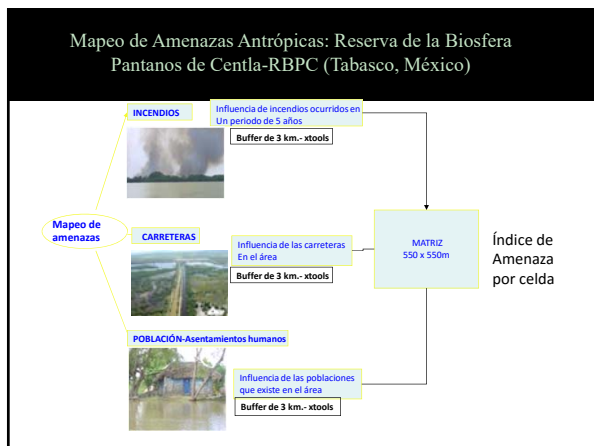 Mapeo de Amenazas Antrópicas: Reserva de la Biosfera
Pantanos de Centla-RBPC (Tabasco, México)
INCENDIOS
Influencia de incendios ocurridos en
Un periodo de 5 años
Buffer de 3 km.- xtools
Mapeo de
amenazas
CARRETERAS
Influencia de las carreteras
En el área
Buffer de 3 km.- xtools
MATRIZ
550 x 550m
Índice de
Amenaza
por celda
POBLACIÓN-Asentamientos humanos
Influencia de las poblaciones
que existe en el área
Buffer de 3 km.- xtools